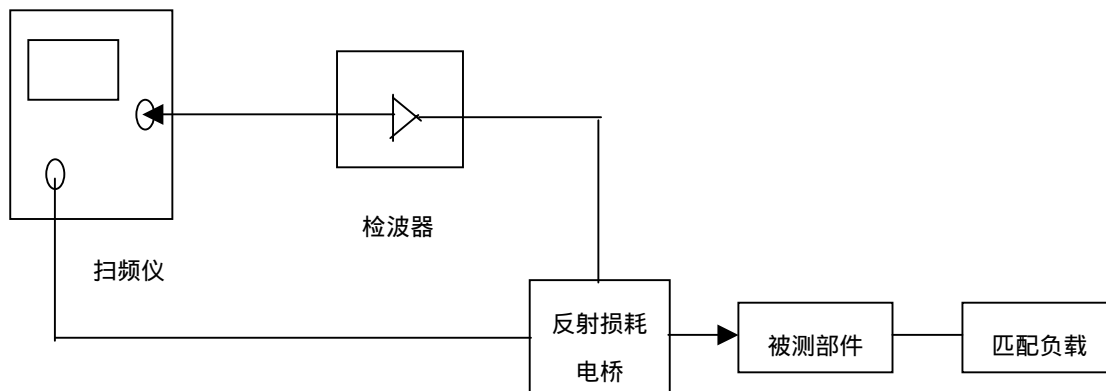 检波器
扫频仪
反射损耗
电桥
被测部件
匹配负载